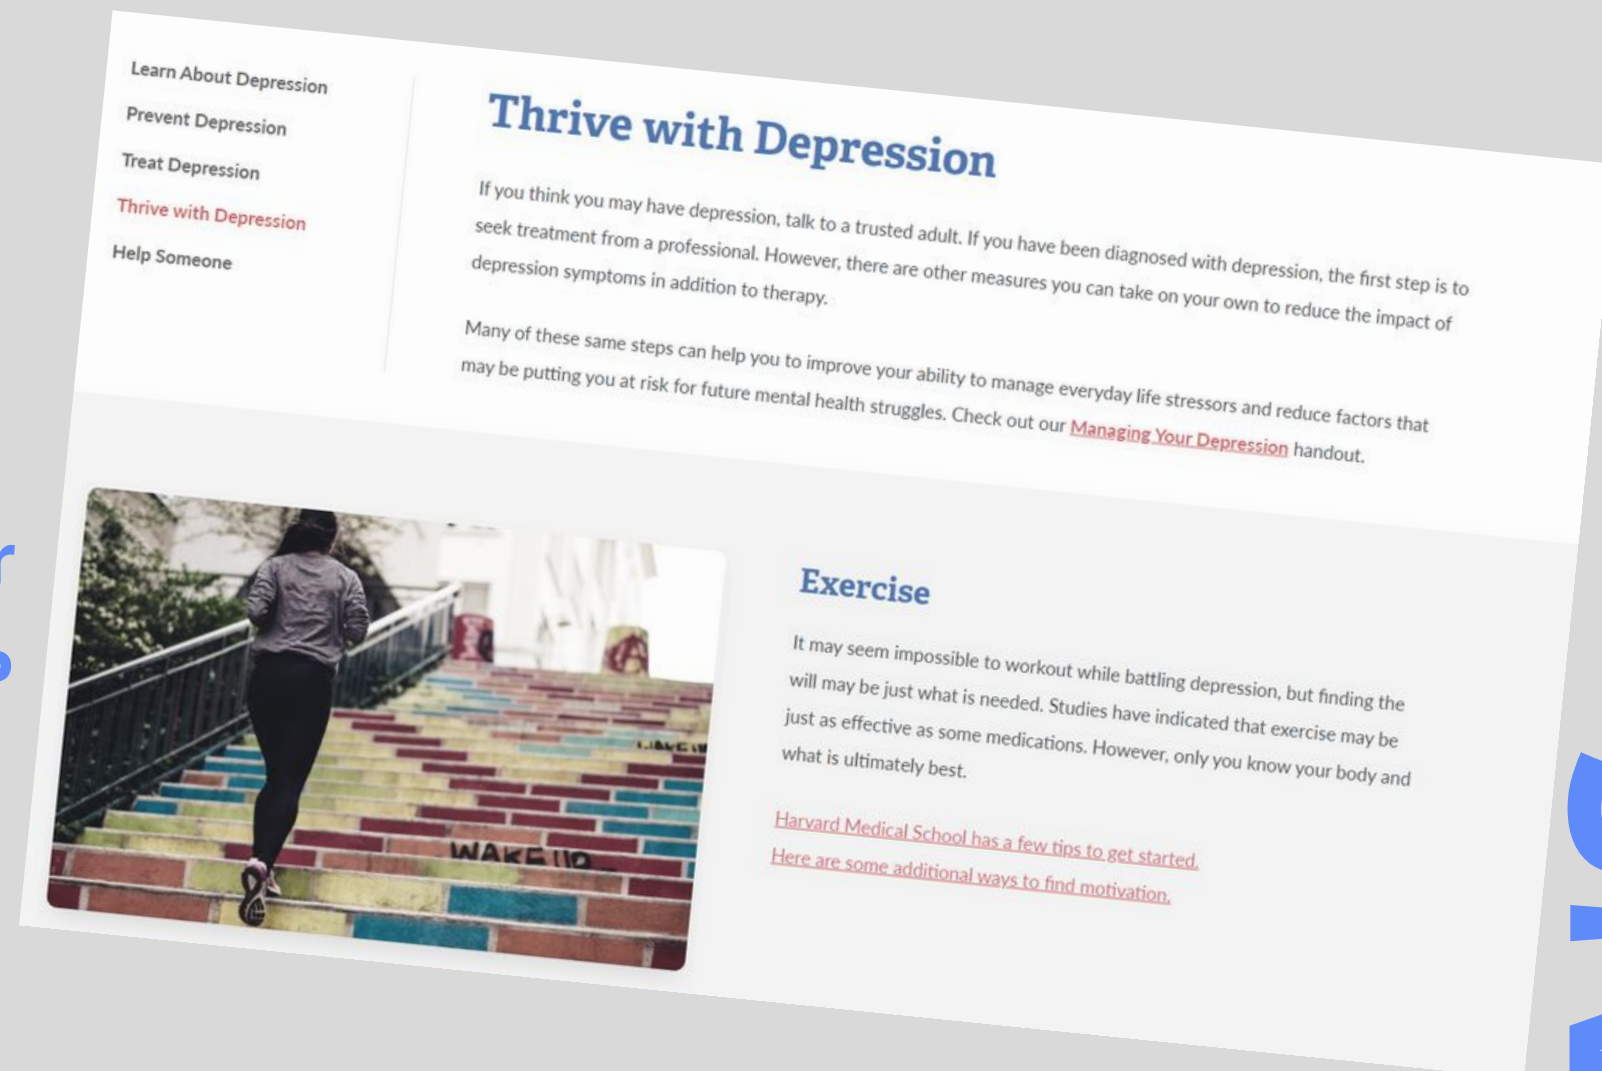 Learn About Depression
Prevent Depression
Treat Depression
Thrive with Depression
Help Someone
Thrive with Depression
If you think you may have depression, talk to a trusted adult. If you have been diagnosed with depression, the first step is to
seek treatment from a professional. However, there are other measures you can take on your own to reduce the impact of
depression symptoms in addition to therapy.
Many of these same steps can help you to improve your ability to manage everyday life stressors and reduce factors that
may be putting you at risk for future mental health struggles. Check out our Managing Your Depression handout.
WAKE UP
Exercise
It may seem impossible to workout while battling depression, but finding the
will may be just what is needed. Studies have indicated that exercise may be
just as effective as some medications. However, only you know your body and
what is ultimately best.
Harvard Medical School has a few tips to get started.
Here are some additional ways to find motivation.